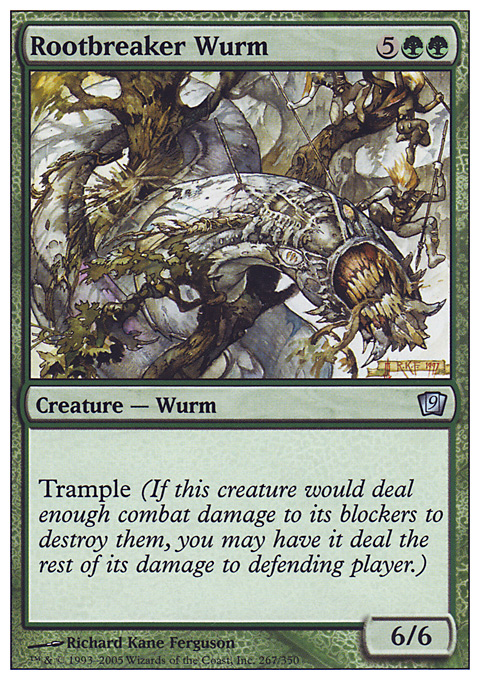 Rootbreaker Wurm 5
R.K.F. 1997
Creature — Wurm 9
Trample (If this creature would deal
enough combat damage to its blockers to
destroy them, you may have it deal the
rest of its damage to defending player.)
Richard Kane Ferguson
6/6
™ & © 1993–2005 Wizards of the Coast, Inc. 267/350